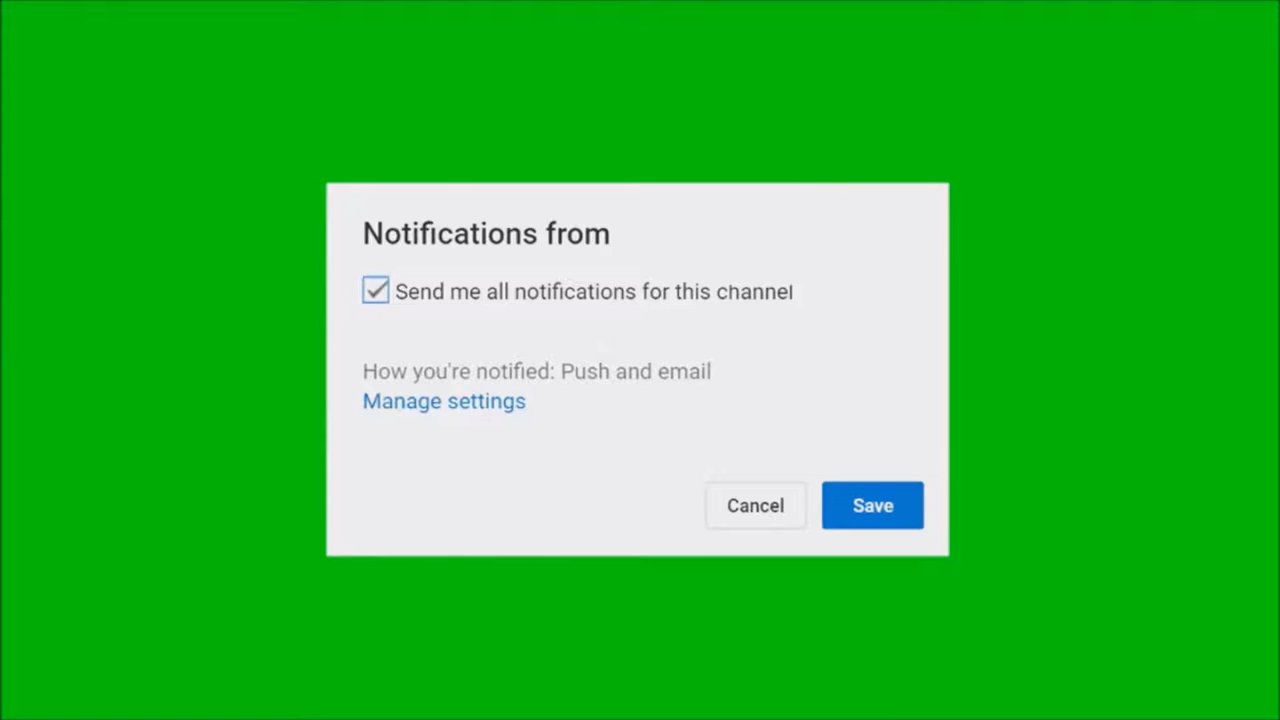 Notifications from
Send me all notifications for this channel
How you're notified: Push and email
Manage settings
Cancel Save